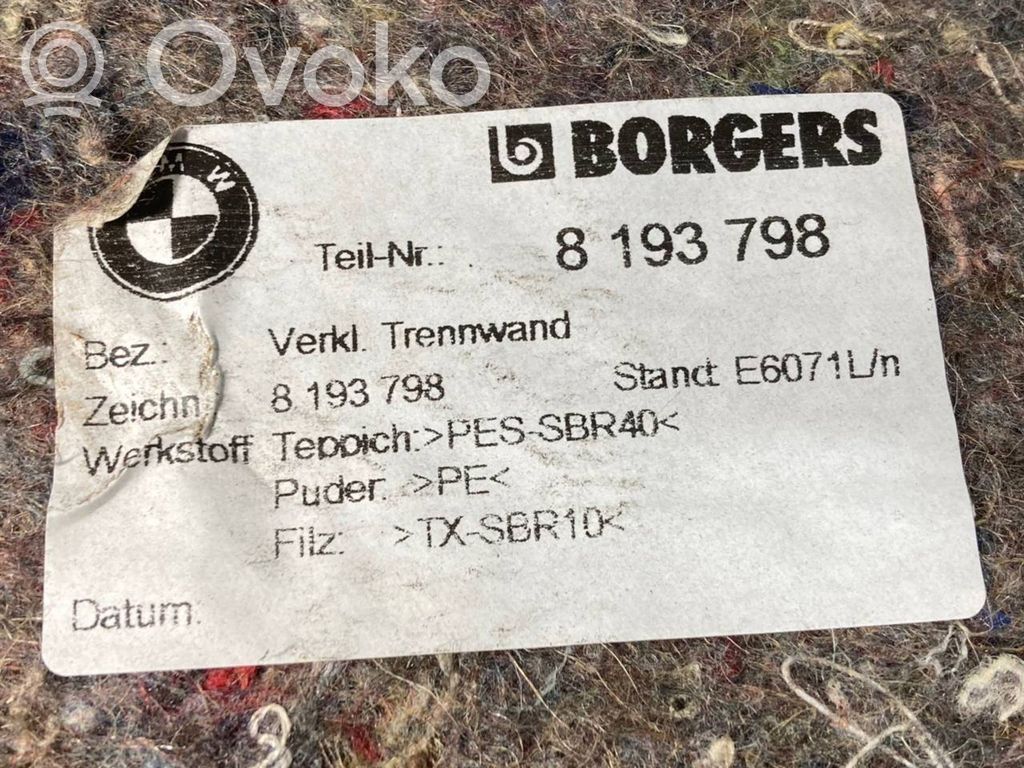 Ovoko
BORGERS
BMW
Teil-Nr.: 8 193 798
Bez.: Verkl. Trennwand
Zeichn 8 193 798 Stand: E6071L/n
Werkstoff Teppich:>PES-SBR40<
Puder: >PE<
Filz: >TX-SBR10<
Datum: